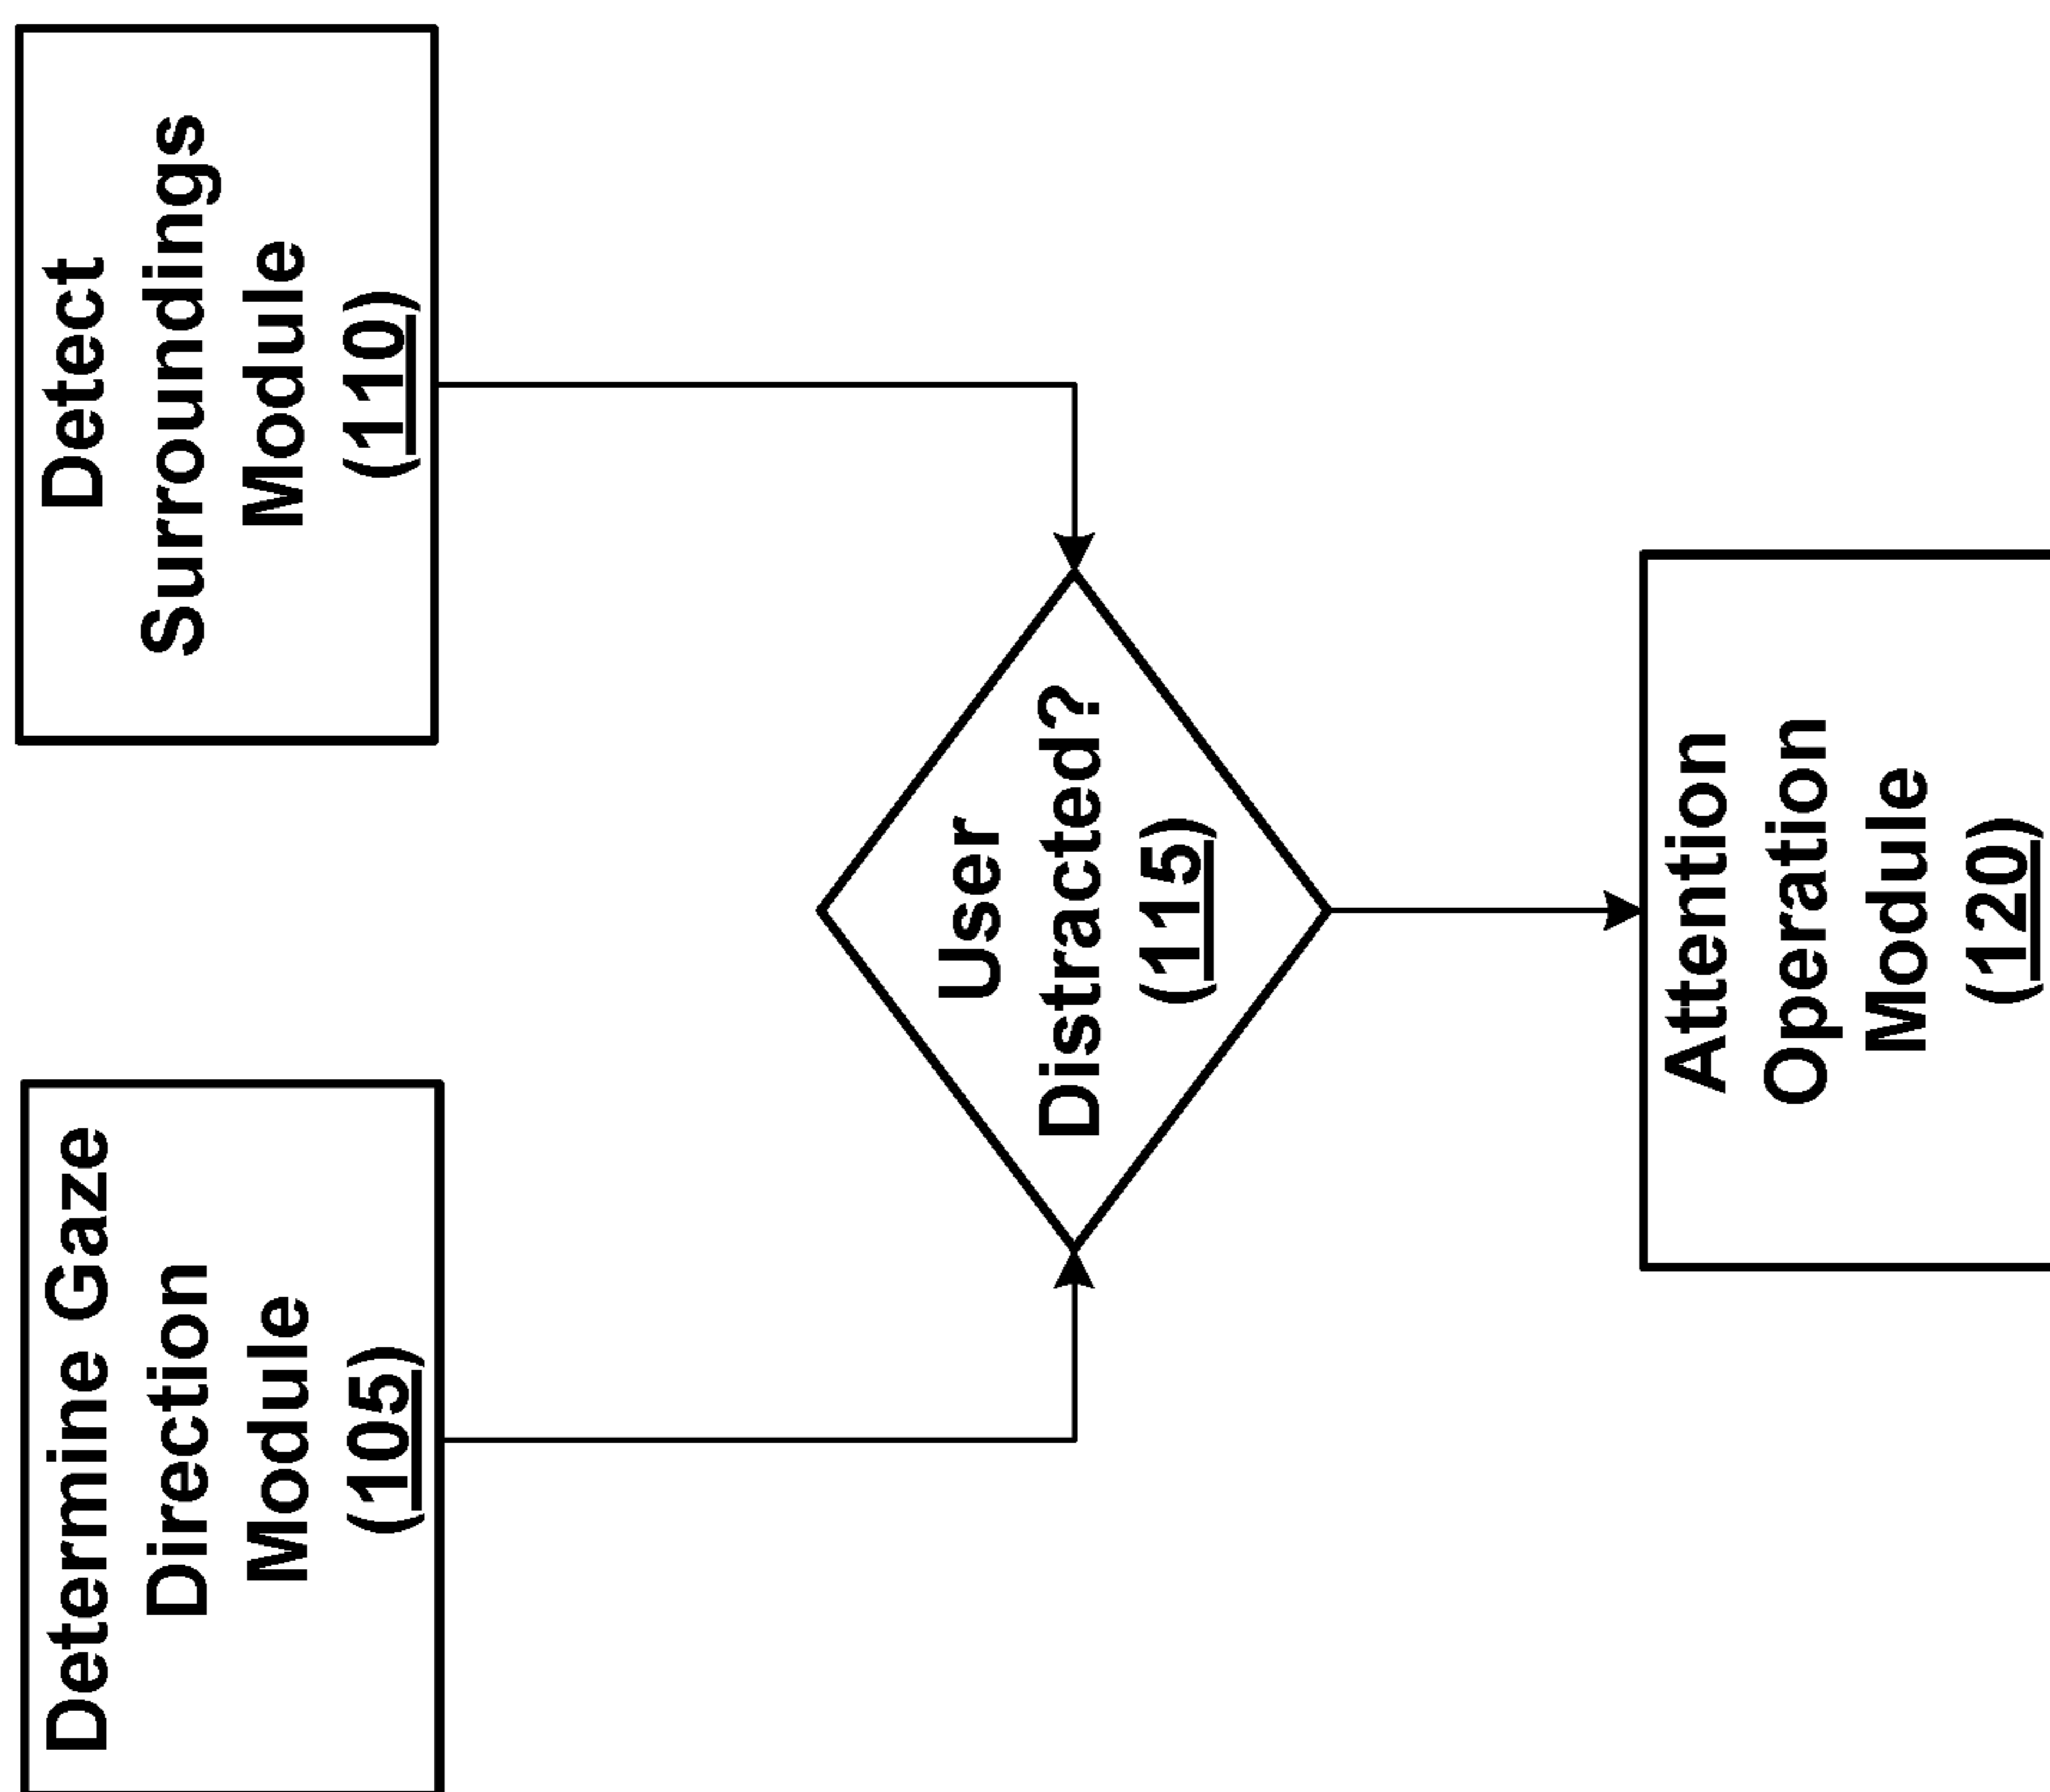 Determine Gaze
Direction
Module
(105)
Detect
Surroundings
Module
(110)
User
Distracted?
(115)
Attention
Operation
Module
(120)